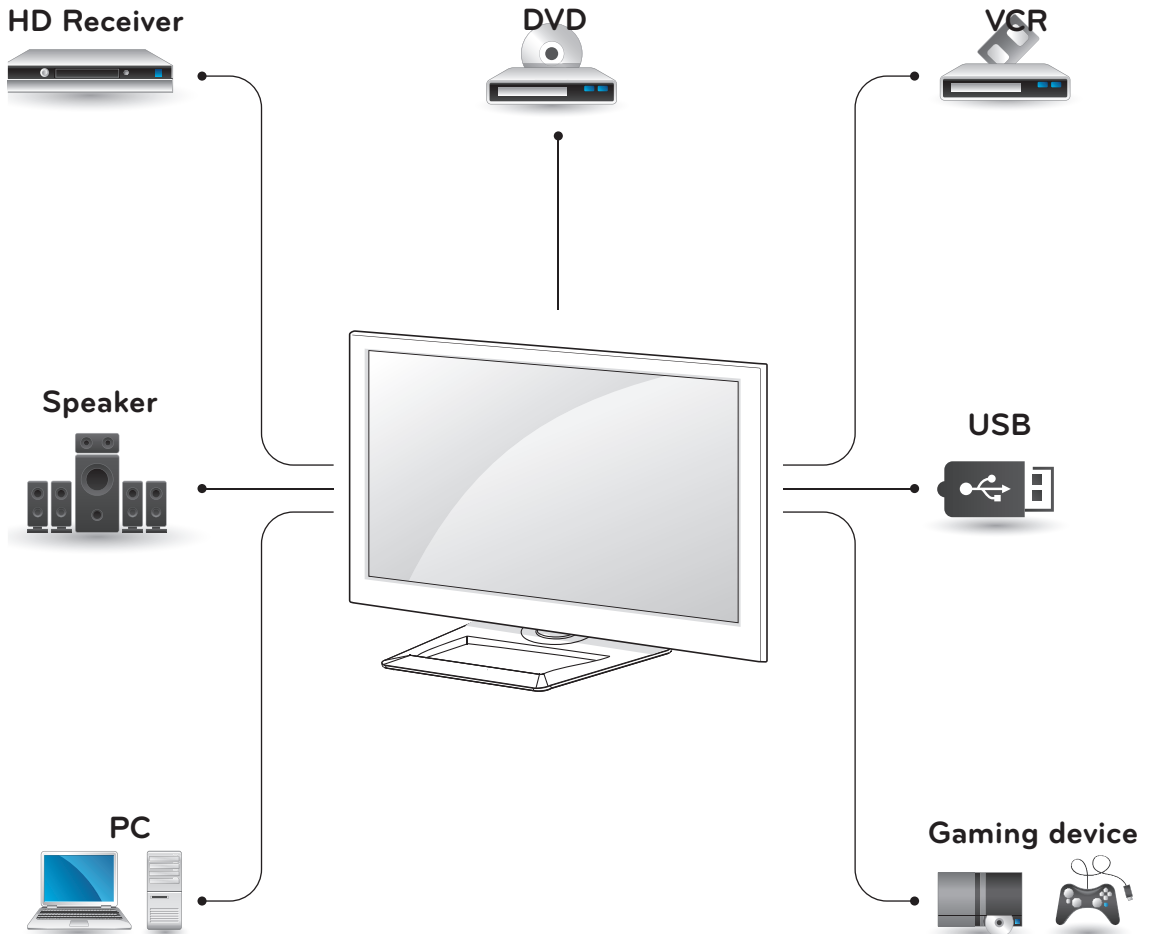 HD Receiver
DVD
VCR
Speaker
USB
PC
Gaming device